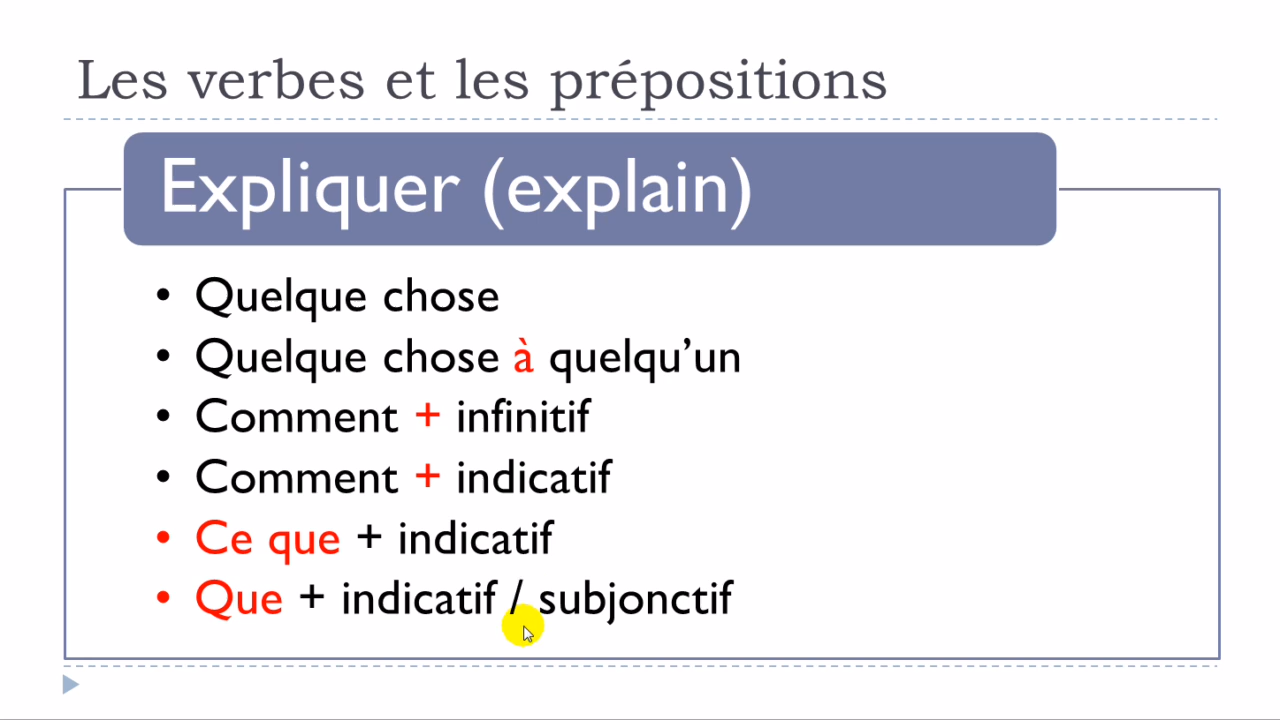 Les verbes et les prépositions
Expliquer (explain)
• Quelque chose
• Quelque chose à quelqu’un
• Comment + infinitif
• Comment + indicatif
• Ce que + indicatif
• Que + indicatif / subjonctif